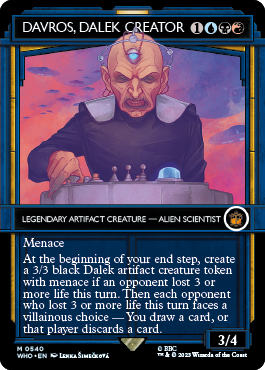 DAVROS, DALEK CREATOR 1
LEGENDARY ARTIFACT CREATURE — ALIEN SCIENTIST
Menace
At the beginning of your end step, create
a 3/3 black Dalek artifact creature token
with menace if an opponent lost 3 or
more life this turn. Then each opponent
who lost 3 or more life this turn faces a
villainous choice — You draw a card, or
that player discards a card.
3/4
M 0540
WHO • EN LENKA ŠIMEČKOVÁ
© BBC
™ & © 2023 Wizards of the Coast